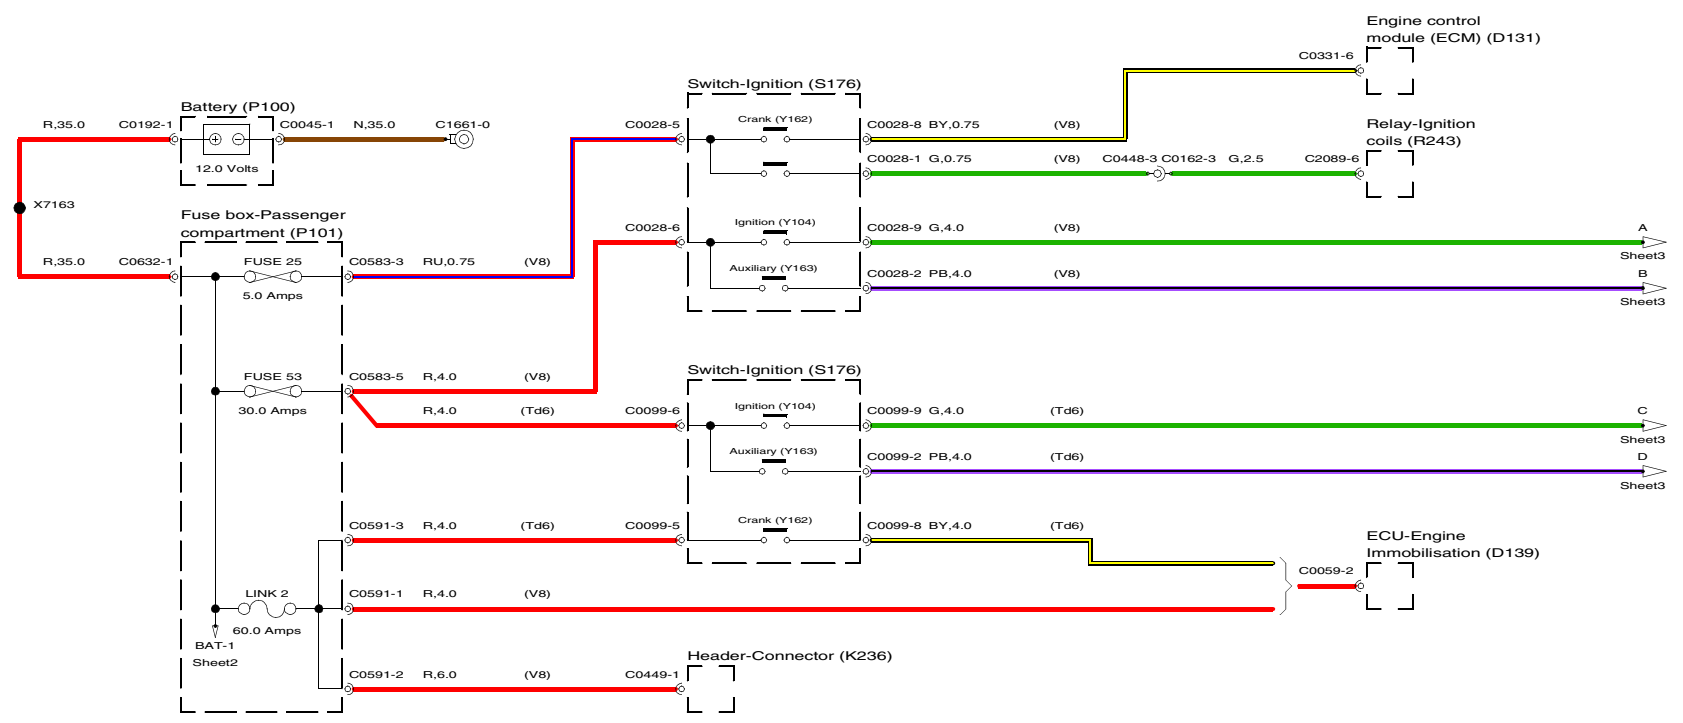 Engine control
module (ECM) (D131)
C0331-6
Switch-Ignition (S176)
Battery (P100)
R,35.0 C0192-1 C0045-1 N,35.0 C1661-0
12.0 Volts
C0028-5 Crank (Y162) C0028-8 BY,0.75 (V8)
Relay-Ignition
coils (R243)
C0028-1 G,0.75 (V8) C0448-3 C0162-3 G,2.5 C2089-6
X7163
Fuse box-Passenger
compartment (P101)
C0028-6 Ignition (Y104) C0028-9 G,4.0 (V8) A
Sheet3
R,35.0 C0632-1 FUSE 25 C0583-3 RU,0.75 (V8)
5.0 Amps
Auxiliary (Y163) C0028-2 PB,4.0 (V8) B
Sheet3
Switch-Ignition (S176)
FUSE 53 C0583-5 R,4.0 (V8)
30.0 Amps
R,4.0 (Td6) C0099-6 Ignition (Y104) C0099-9 G,4.0 (Td6) C
Sheet3
Auxiliary (Y163) C0099-2 PB,4.0 (Td6) D
Sheet3
C0591-3 R,4.0 (Td6) C0099-5 Crank (Y162) C0099-8 BY,4.0 (Td6)
ECU-Engine
Immobilisation (D139)
C0059-2
LINK 2 C0591-1 R,4.0 (V8)
60.0 Amps
BAT-1
Sheet2
Header-Connector (K236)
C0591-2 R,6.0 (V8) C0449-1